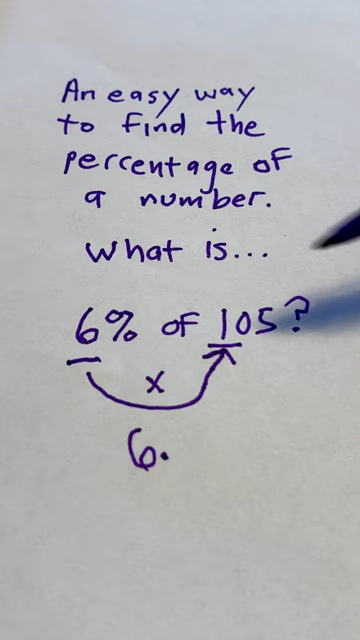 An easy way
to find the
percentage of
a number.
what is...
6% of 105?
x
6.